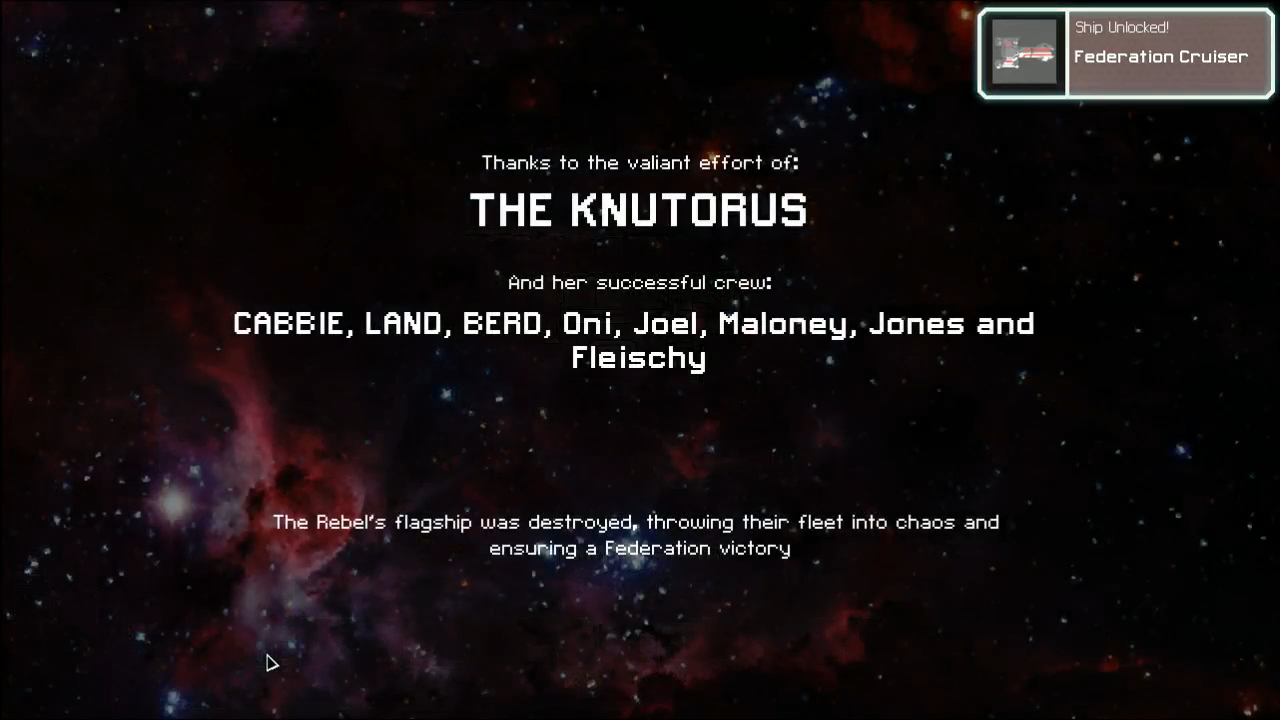 Ship Unlocked!
Federation Cruiser
Thanks to the valiant effort of:
THE KNUTORUS
And her successful crew:
CABBIE, LAND, BERD, Oni, Joel, Maloney, Jones and
Fleischy
The Rebel's flagship was destroyed, throwing their fleet into chaos and
ensuring a Federation victory